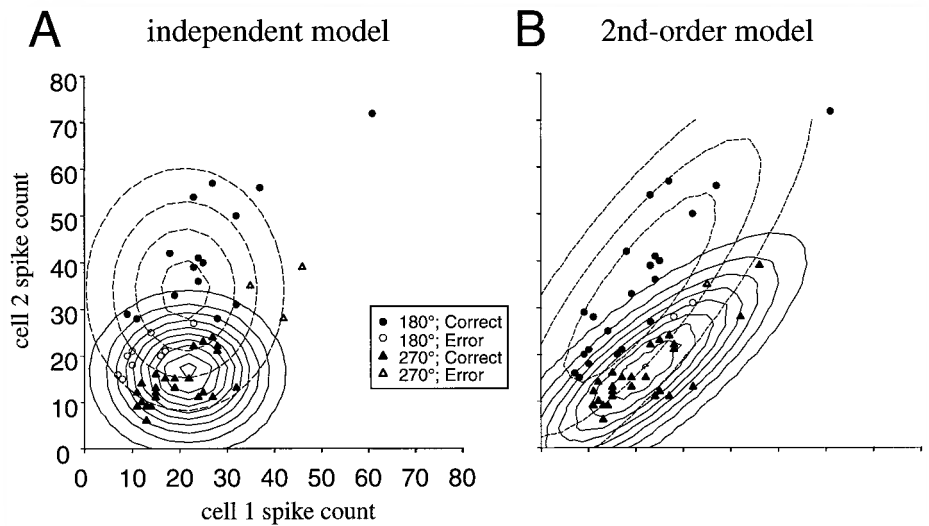 A
independent model
B
2nd-order model
80
70
60
50
40
30
20
10
0
cell 2 spike count
180°; Correct
180°; Error
270°; Correct
270°; Error
0 10 20 30 40 50 60 70 80
cell 1 spike count